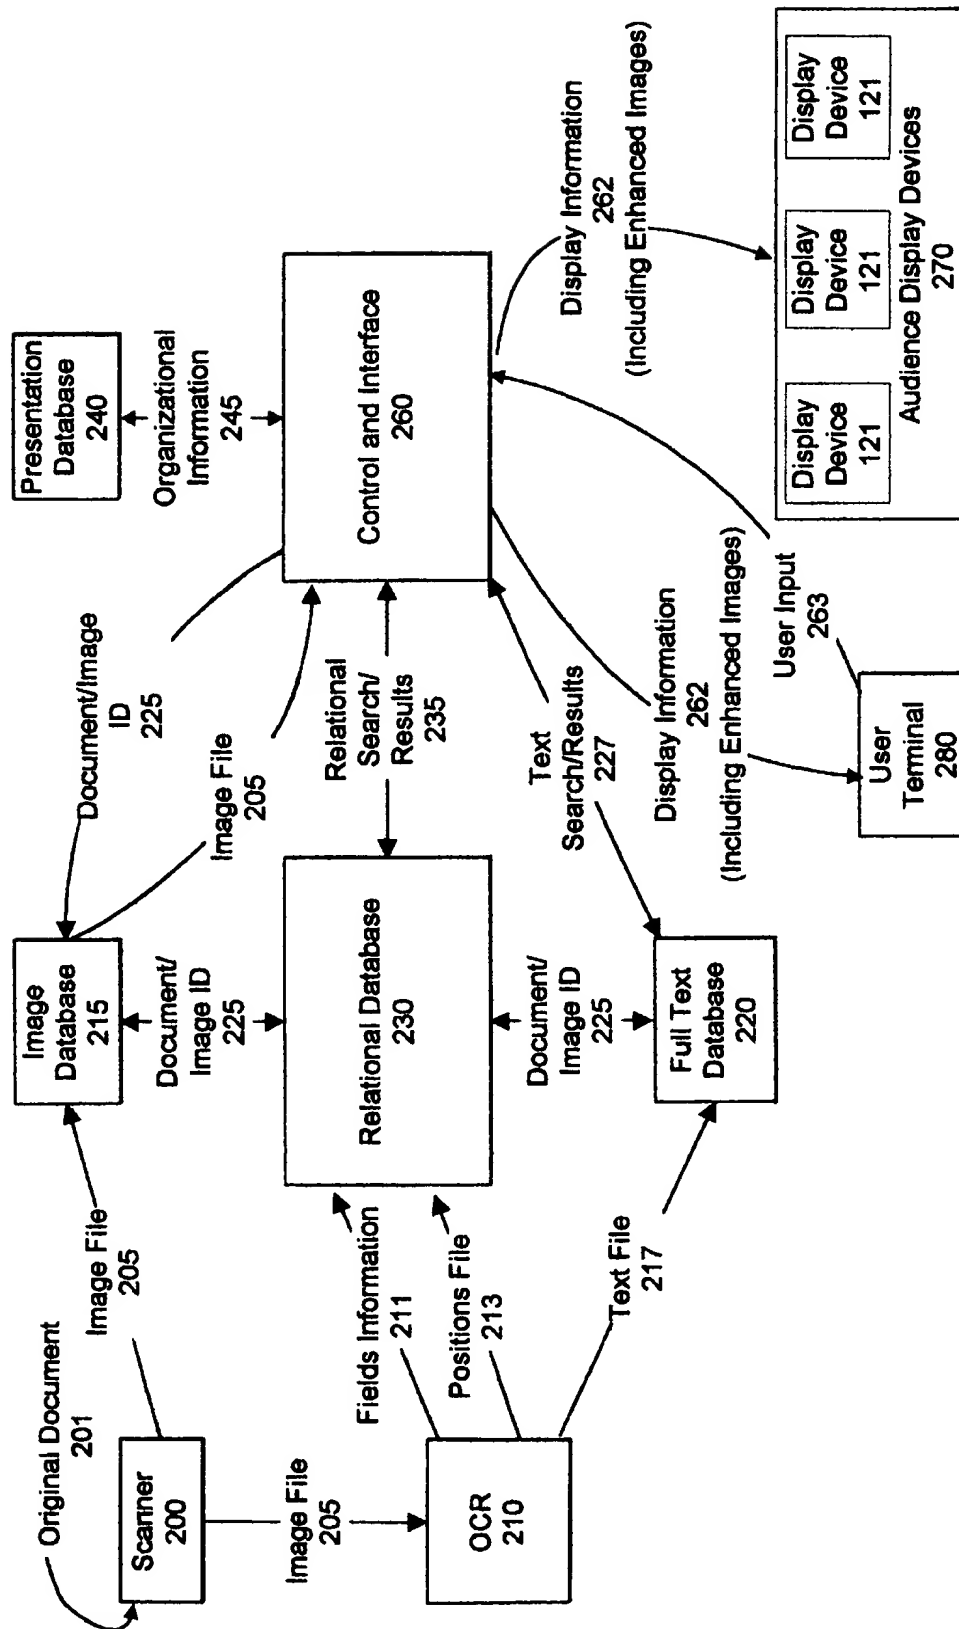 Original Document
201
Scanner
200
Image File
205
Image File
205
OCR
210
Fields Information
211
Positions File
213
Text File
217
Image
Database
215
Document/
Image ID
225
Relational Database
230
Document/
Image ID
225
Full Text
Database
220
Document/Image
ID
225
Image File
205
Relational
Search/
Results
235
Text
Search/Results
227
Presentation
Database
240
Organizational
Information
245
Control and Interface
260
Display Information
262
(Including Enhanced Images)
User Input
263
User
Terminal
280
Display Information
262
(Including Enhanced Images)
Display
Device
121
Display
Device
121
Display
Device
121
Audience Display Devices
270